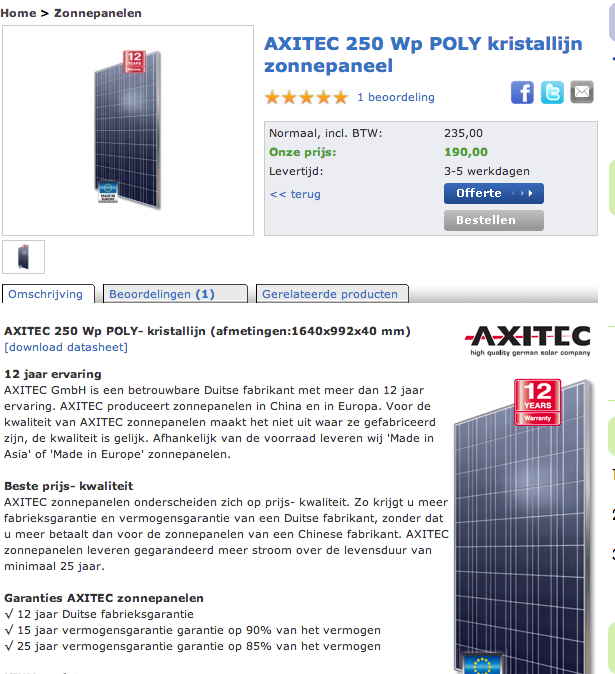 Home > Zonnepanelen
12 YEARS Warranty
MADE IN EUROPE
AXITEC 250 Wp POLY kristallijn
zonnepaneel
1 beoordeling
Normaal, incl. BTW: 235,00
Onze prijs: 190,00
Levertijd: 3-5 werkdagen
<< terug
Offerte
Bestellen
Omschrijving
Beoordelingen (1)
Gerelateerde producten
AXITEC 250 Wp POLY- kristallijn (afmetingen:1640x992x40 mm)
[download datasheet]
AXITEC
high quality german solar company
12 jaar ervaring
AXITEC GmbH is een betrouwbare Duitse fabrikant met meer dan 12 jaar
ervaring. AXITEC produceert zonnepanelen in China en in Europa. Voor de
kwaliteit van AXITEC zonnepanelen maakt het niet uit waar ze gefabriceerd
zijn, de kwaliteit is gelijk. Afhankelijk van de voorraad leveren wij 'Made in
Asia' of 'Made in Europe' zonnepanelen.
12
YEARS
Warranty
Beste prijs- kwaliteit
AXITEC zonnepanelen onderscheiden zich op prijs- kwaliteit. Zo krijgt u meer
fabrieksgarantie en vermogensgarantie van een Duitse fabrikant, zonder dat
u meer betaalt dan voor de zonnepanelen van een Chinese fabrikant. AXITEC
zonnepanelen leveren gegarandeerd meer stroom over de levensduur van
minimaal 25 jaar.
Garanties AXITEC zonnepanelen
√ 12 jaar Duitse fabrieksgarantie
√ 15 jaar vermogensgarantie garantie op 90% van het vermogen
√ 25 jaar vermogensgarantie garantie op 85% van het vermogen